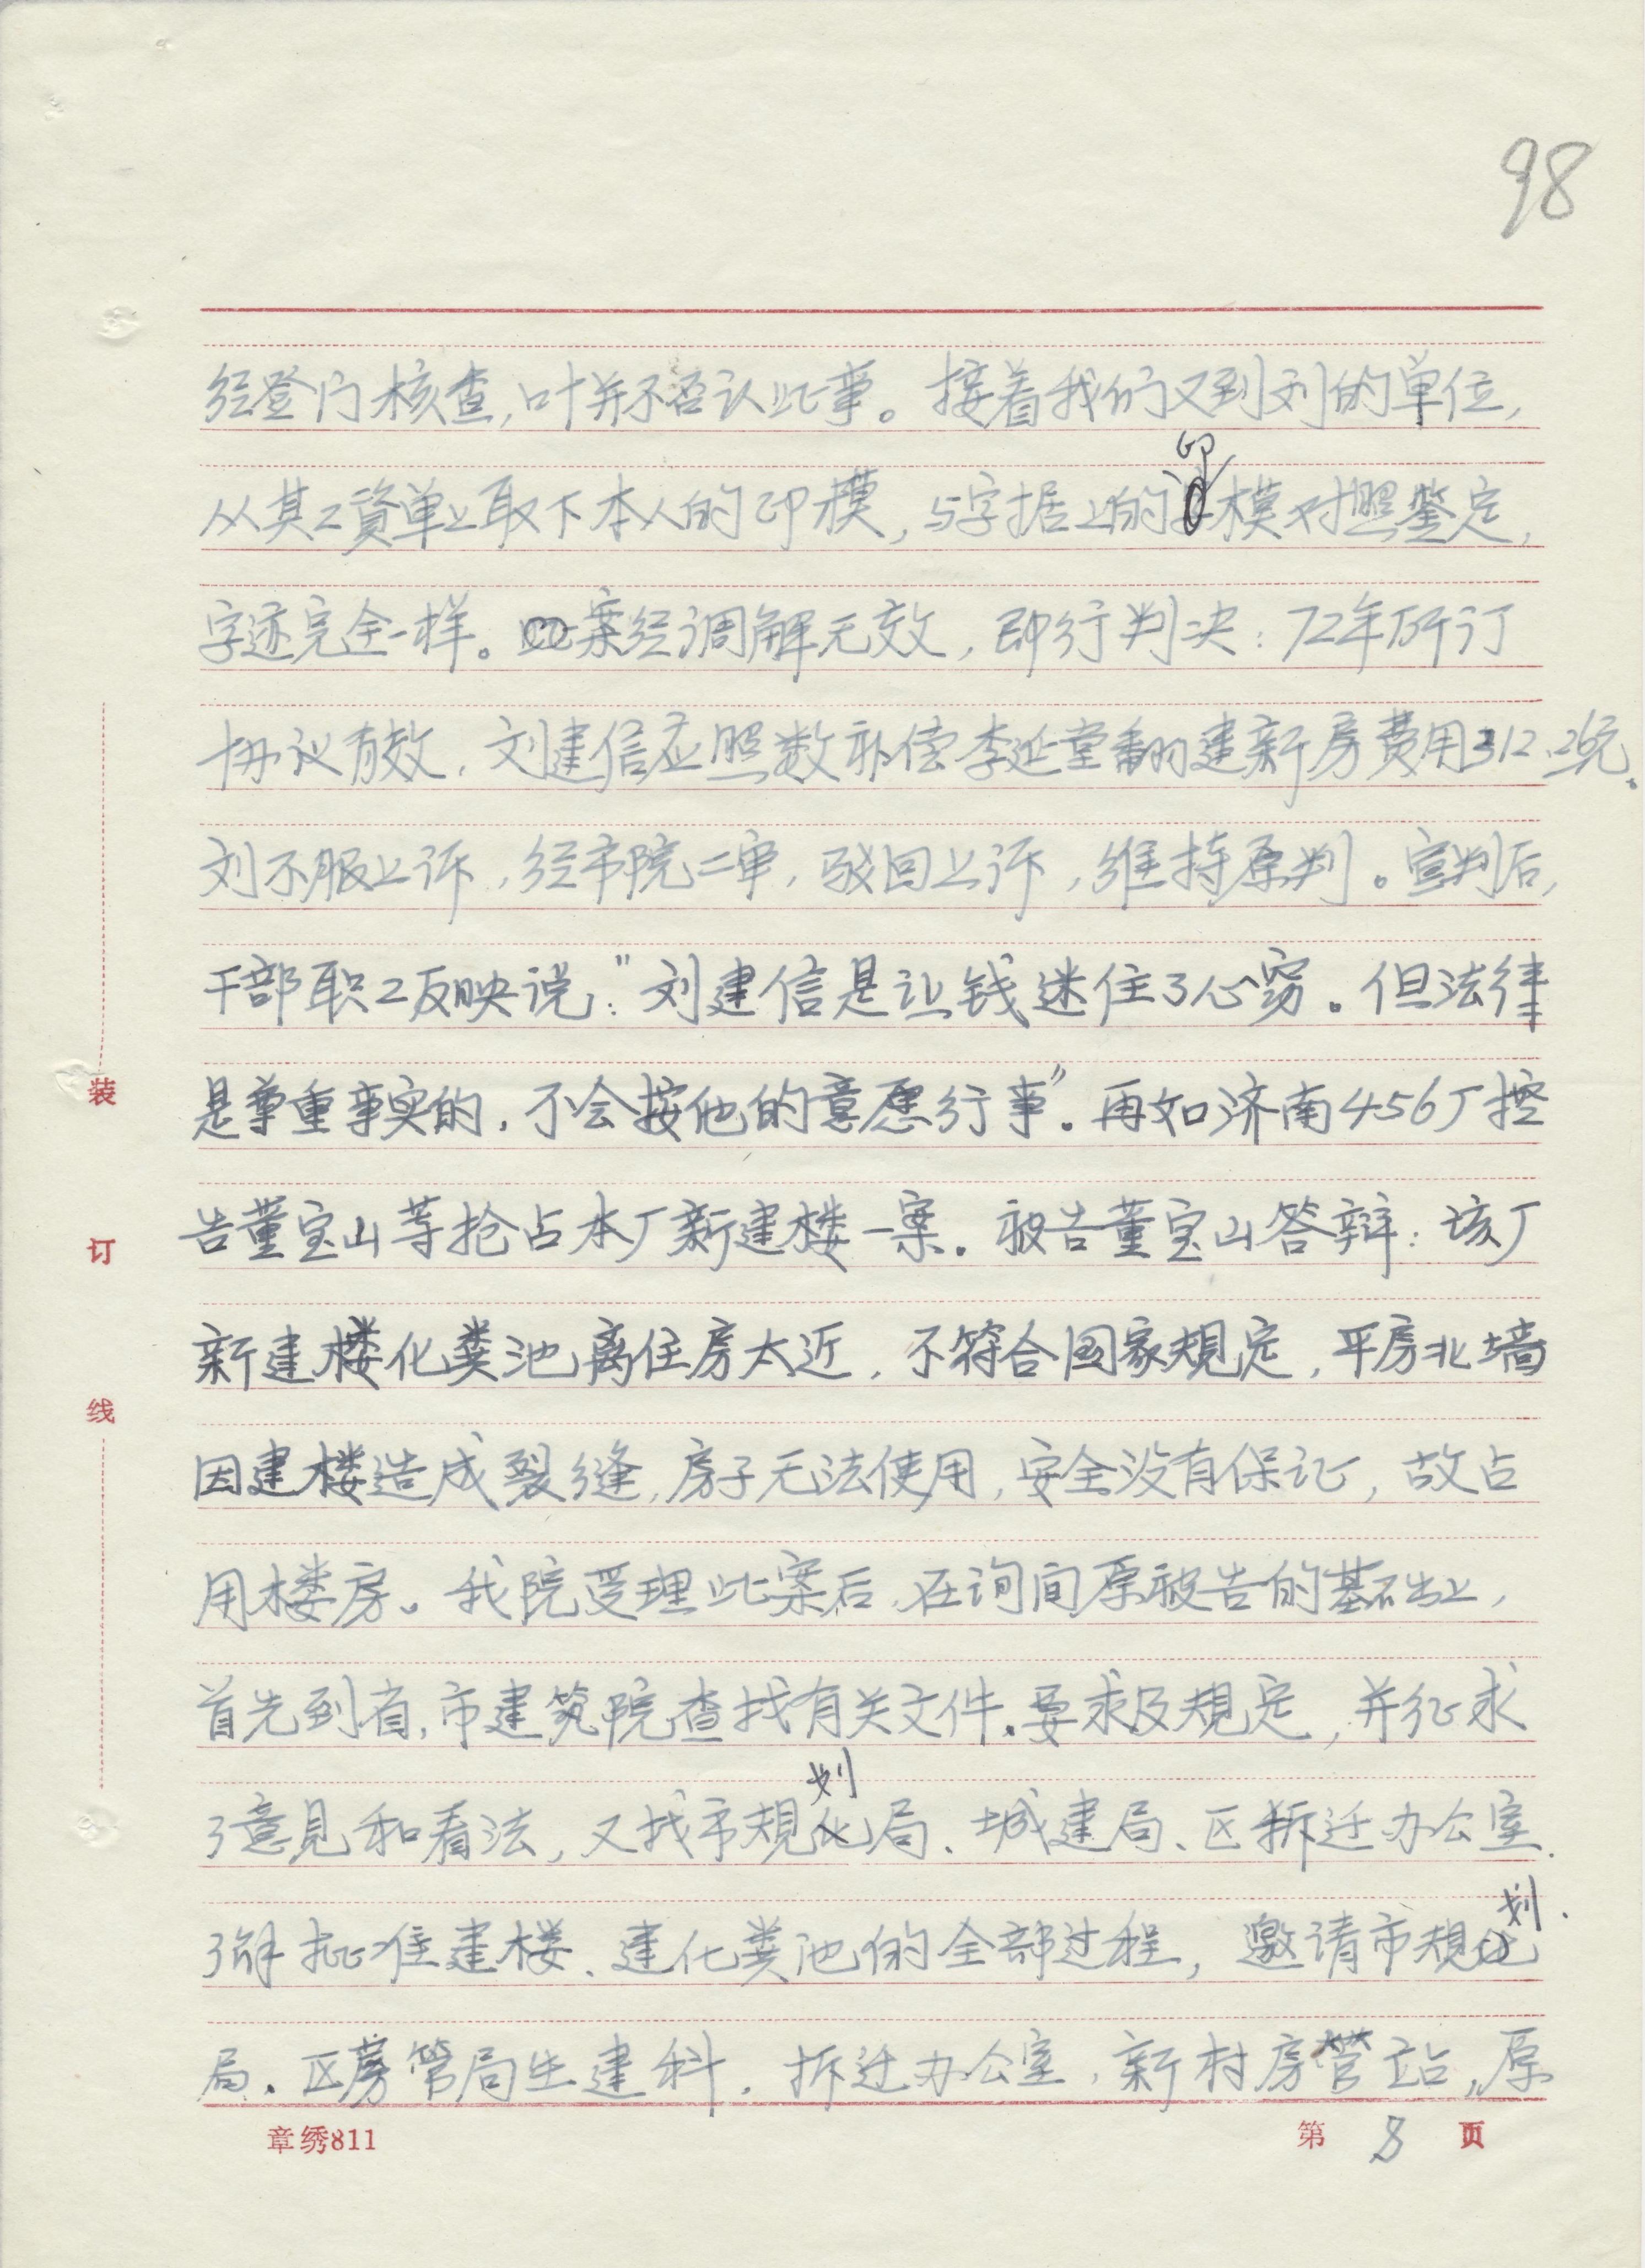 98
经登门核查，叶并不否认此事。接着我们又到刘的单位，
从其工资单上取下本人的印模，与字据上的印模对照鉴定，
字迹完全一样。案经调解无效，即行判决：72年所订
协议有效，刘建信应照数补偿李延堂翻建新房费用312.26元。
刘不服上诉，经市院二审，驳回上诉，维持原判。宣判后，
干部职工反映说：“刘建信是让钱迷住了心窍。但法律
是尊重事实的，不会按他的意愿行事”。再如济南456厂控
告董宝山等抢占本厂新建楼一案。被告董宝山答辩：该厂
新建楼化粪池离住房太近，不符合国家规定，平房北墙
因建楼造成裂缝，房子无法使用，安全没有保证，故占
用楼房。我院受理此案后，在询问原被告的基础上，
首先到省，市建筑院查找有关文件、要求及规定，并征求
了意见和看法，又找市规划局、城建局、区拆迁办公室、
了解批准建楼、建化粪池的全部过程，邀请市规划
局、区房管局生建科、拆迁办公室、新村房管站，原
装
订
线
章绣811
第 8 页